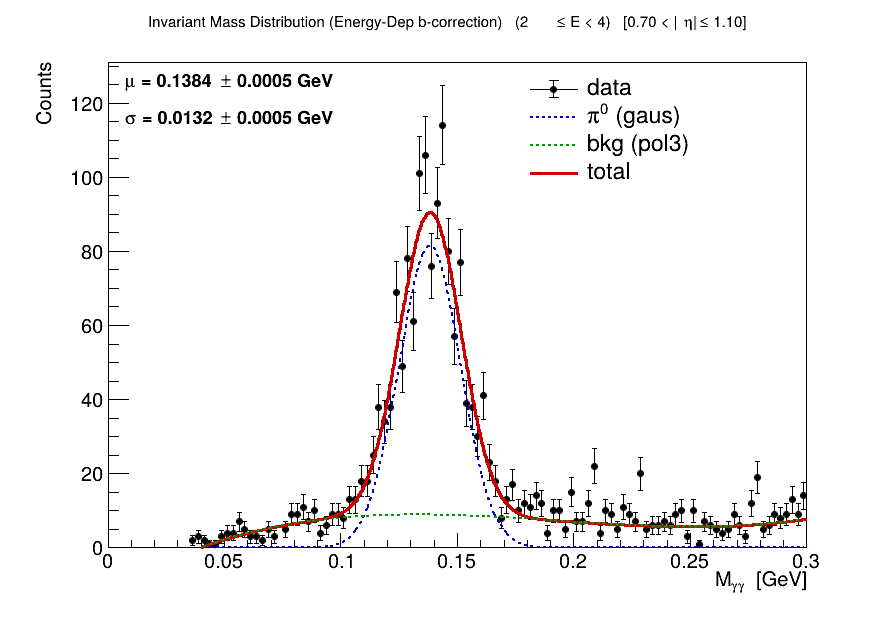 Invariant Mass Distribution (Energy-Dep b-correction) (2 ≤ E < 4) [0.70 < | η| ≤ 1.10]
Counts
μ = 0.1384 ± 0.0005 GeV
σ = 0.0132 ± 0.0005 GeV
data
π⁰ (gaus)
bkg (pol3)
total
120
100
80
60
40
20
0
0 0.05 0.1 0.15 0.2 0.25 0.3
Mγγ [GeV]